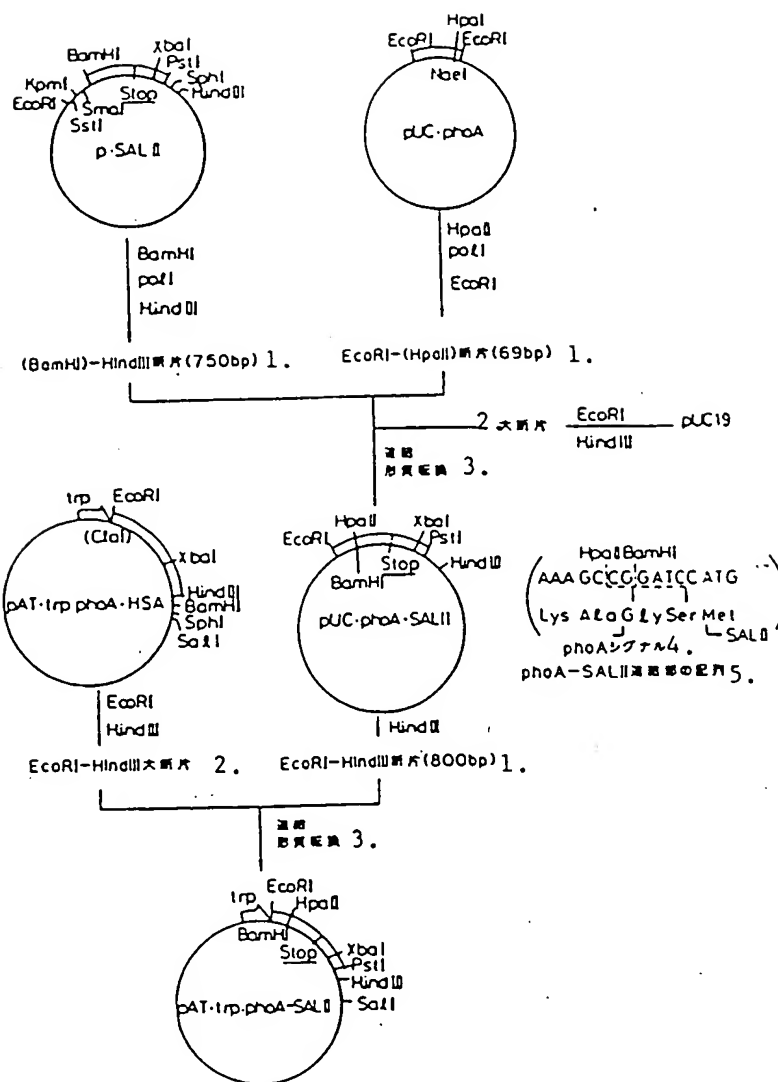 BamHI
XbaI
PstI
SphI
HindIII
KpnI
EcoRI
SmaI
SstI
Stop
p·SALII
HpaI
EcoRI
EcoRI
NaeI
pUC·phoA
BamHI
polI
HindIII
HpaII
polI
EcoRI
(BamHI)-HindIII断片(750bp) 1.
EcoRI-(HpaII)断片(69bp) 1.
2 大断片
EcoRI
HindIII
pUC19
連結
形質転換 3.
trp
EcoRI
(ClaI)
XbaI
HindIII
BamHI
SphI
SalI
pAT·trp phoA·HSA
EcoRI
HpaII
XbaI
PstI
HindIII
Stop
BamHI
pUC·phoA·SALII
HpaII BamHI
AAA GCCGGATCC ATG
Lys Ala Gly Ser Met
SALII
phoAシグナル 4.
phoA-SALII連結部の配列 5.
EcoRI
HindIII
HindII
EcoRI-HindIII大断片 2.
EcoRI-HindIII断片(800bp) 1.
連結
形質転換 3.
trp
EcoRI
HpaII
BamHI
Stop
XbaI
PstI
HindIII
SalI
pAT·trp.phoA-SALII